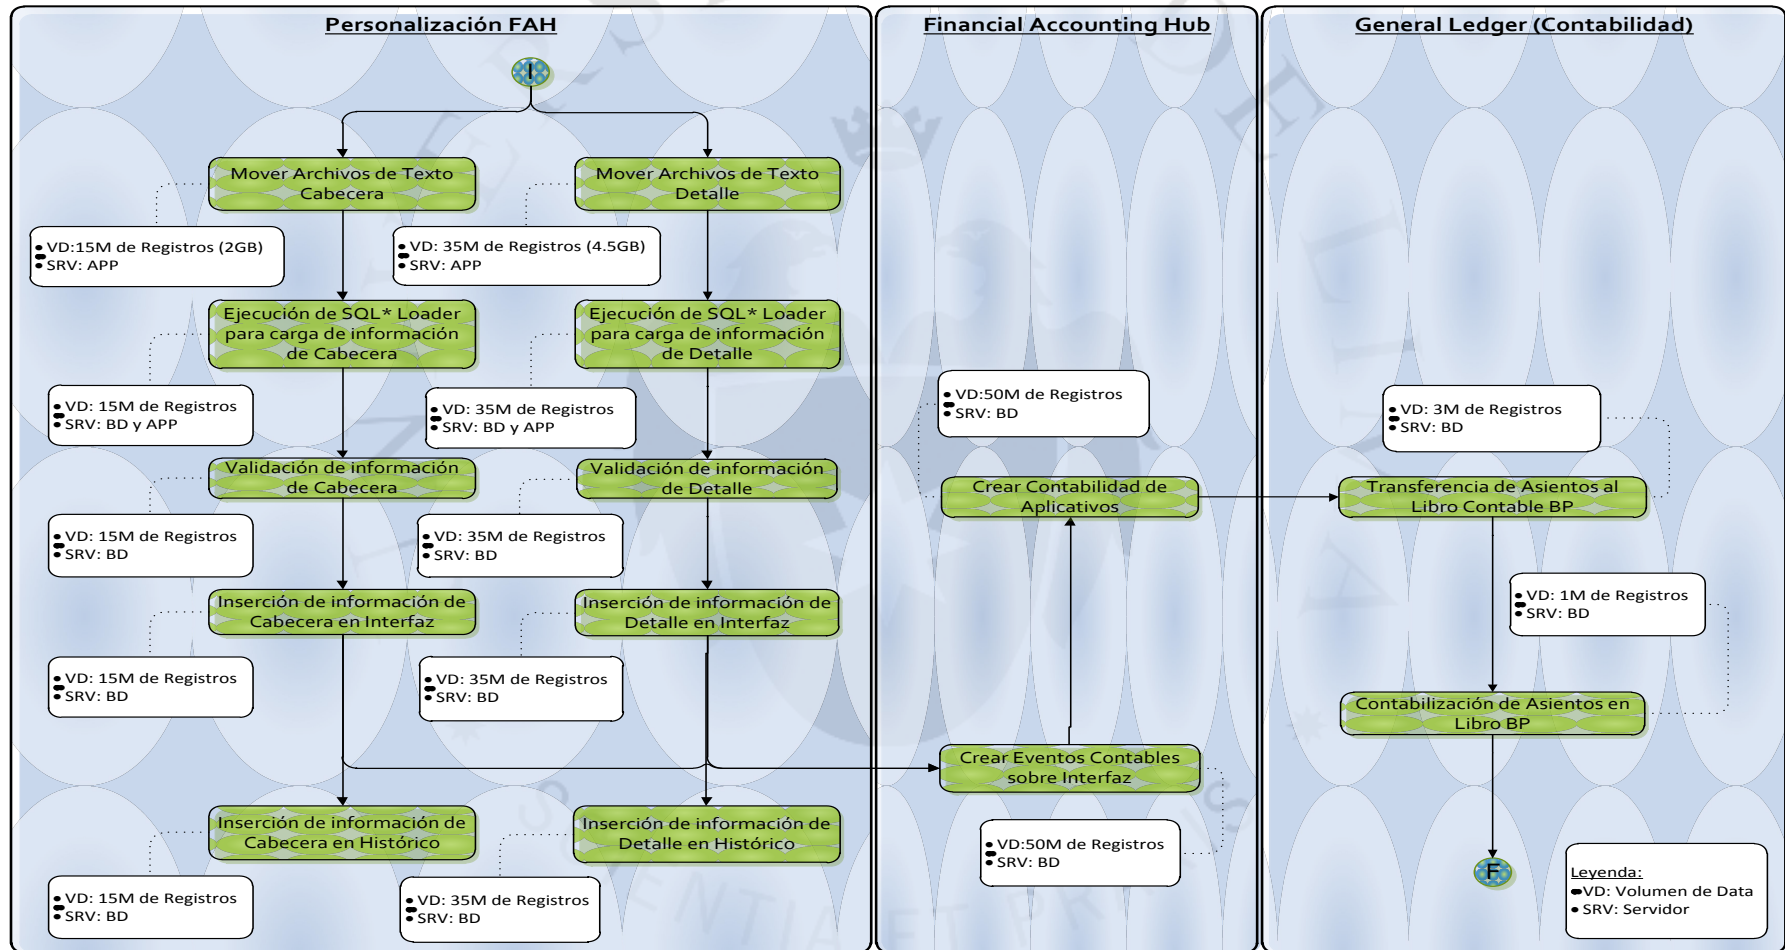 Personalización FAH
Financial Accounting Hub
General Ledger (Contabilidad)
I
Mover Archivos de Texto
Cabecera
Mover Archivos de Texto
Detalle
VD:15M de Registros (2GB)
SRV: APP
VD: 35M de Registros (4.5GB)
SRV: APP
Ejecución de SQL* Loader
para carga de información
de Cabecera
Ejecución de SQL* Loader
para carga de información
de Detalle
VD: 15M de Registros
SRV: BD y APP
VD: 35M de Registros
SRV: BD y APP
Validación de información
de Cabecera
Validación de información
de Detalle
VD: 15M de Registros
SRV: BD
VD: 35M de Registros
SRV: BD
Inserción de información de
Cabecera en Interfaz
Inserción de información de
Detalle en Interfaz
VD: 15M de Registros
SRV: BD
VD: 35M de Registros
SRV: BD
Inserción de información de
Cabecera en Histórico
Inserción de información de
Detalle en Histórico
VD: 15M de Registros
SRV: BD
VD: 35M de Registros
SRV: BD
VD:50M de Registros
SRV: BD
Crear Contabilidad de
Aplicativos
Crear Eventos Contables
sobre Interfaz
VD:50M de Registros
SRV: BD
VD: 3M de Registros
SRV: BD
Transferencia de Asientos al
Libro Contable BP
VD: 1M de Registros
SRV: BD
Contabilización de Asientos en
Libro BP
F
Leyenda:
VD: Volumen de Data
SRV: Servidor